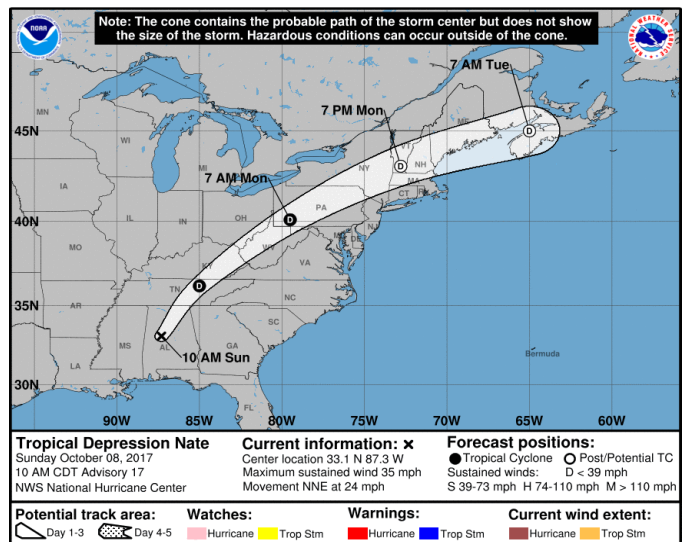 Note: The cone contains the probable path of the storm center but does not show
the size of the storm. Hazardous conditions can occur outside of the cone.
NOAA
NATIONAL WEATHER SERVICE
7 AM Tue
7 PM Mon
7 AM Mon
10 AM Sun
45N
40N
35N
30N
MN
WI
MI
IA
IL
IN
OH
PA
NY
VT
NH
ME
MA
CT
RI
NJ
DE
WV
VA
KY
MO
TN
NC
AR
SC
MS
AL
GA
LA
FL
Bermuda
D
D
D
D
90W
85W
80W
75W
70W
65W
60W
Tropical Depression Nate
Sunday October 08, 2017
10 AM CDT Advisory 17
NWS National Hurricane Center
Current information: ×
Center location 33.1 N 87.3 W
Maximum sustained wind 35 mph
Movement NNE at 24 mph
Forecast positions:
Tropical Cyclone Post/Potential TC
Sustained winds: D < 39 mph
S 39-73 mph H 74-110 mph M > 110 mph
Potential track area:
Day 1-3 Day 4-5
Watches:
Hurricane Trop Stm
Warnings:
Hurricane Trop Stm
Current wind extent:
Hurricane Trop Stm